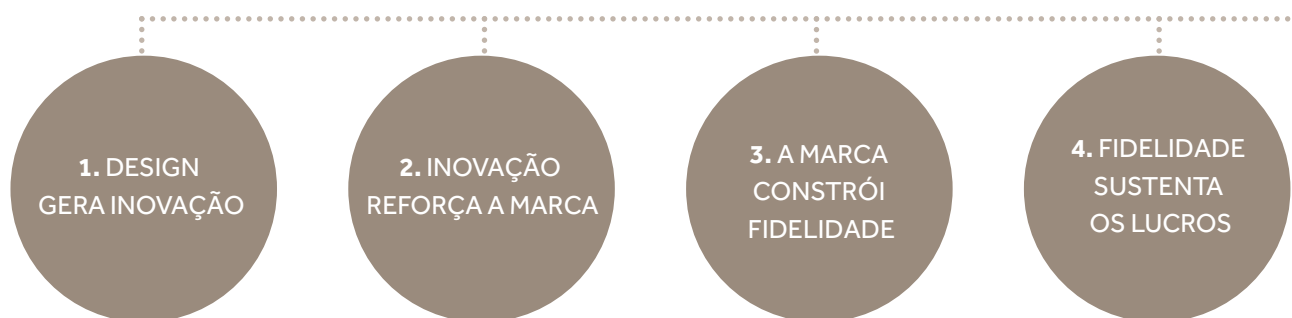 1. DESIGN
GERA INOVAÇÃO
2. INOVAÇÃO
REFORÇA A MARCA
3. A MARCA
CONSTRÓI
FIDELIDADE
4. FIDELIDADE
SUSTENTA
OS LUCROS